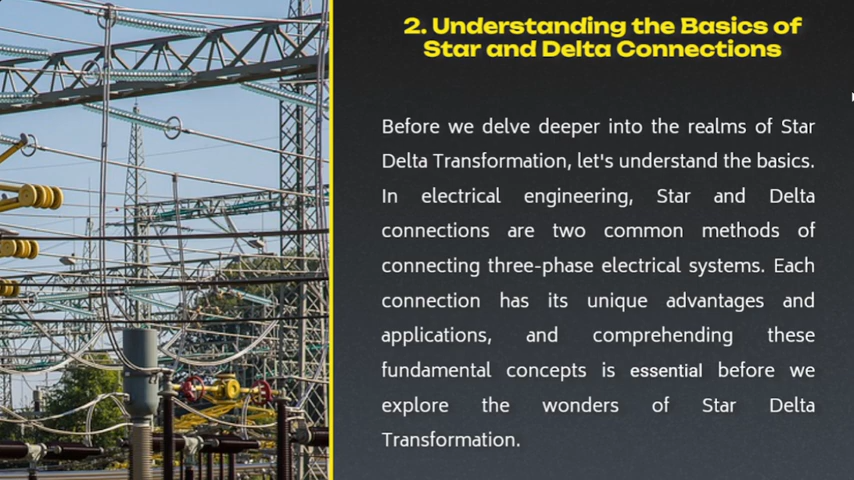 2. Understanding the Basics of
Star and Delta Connections
Before we delve deeper into the realms of Star
Delta Transformation, let's understand the basics.
In electrical engineering, Star and Delta
connections are two common methods of
connecting three-phase electrical systems. Each
connection has its unique advantages and
applications, and comprehending these
fundamental concepts is essential before we
explore the wonders of Star Delta
Transformation.